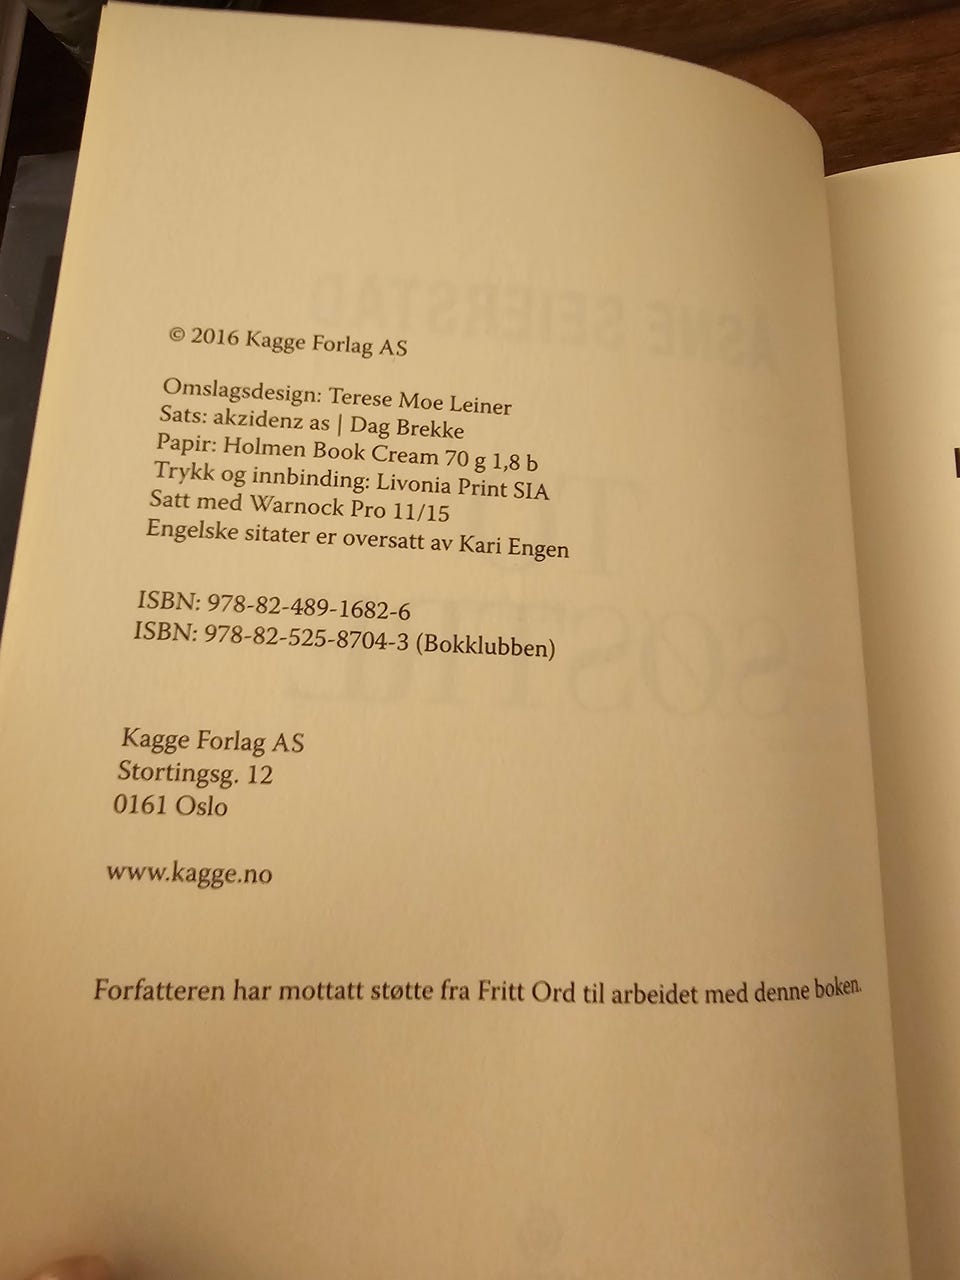 © 2016 Kagge Forlag AS
Omslagsdesign: Terese Moe Leiner
Sats: akzidenz as | Dag Brekke
Papir: Holmen Book Cream 70 g 1,8 b
Trykk og innbinding: Livonia Print SIA
Satt med Warnock Pro 11/15
Engelske sitater er oversatt av Kari Engen
ISBN: 978-82-489-1682-6
ISBN: 978-82-525-8704-3 (Bokklubben)
Kagge Forlag AS
Stortingsg. 12
0161 Oslo
www.kagge.no
Forfatteren har mottatt støtte fra Fritt Ord til arbeidet med denne boken.